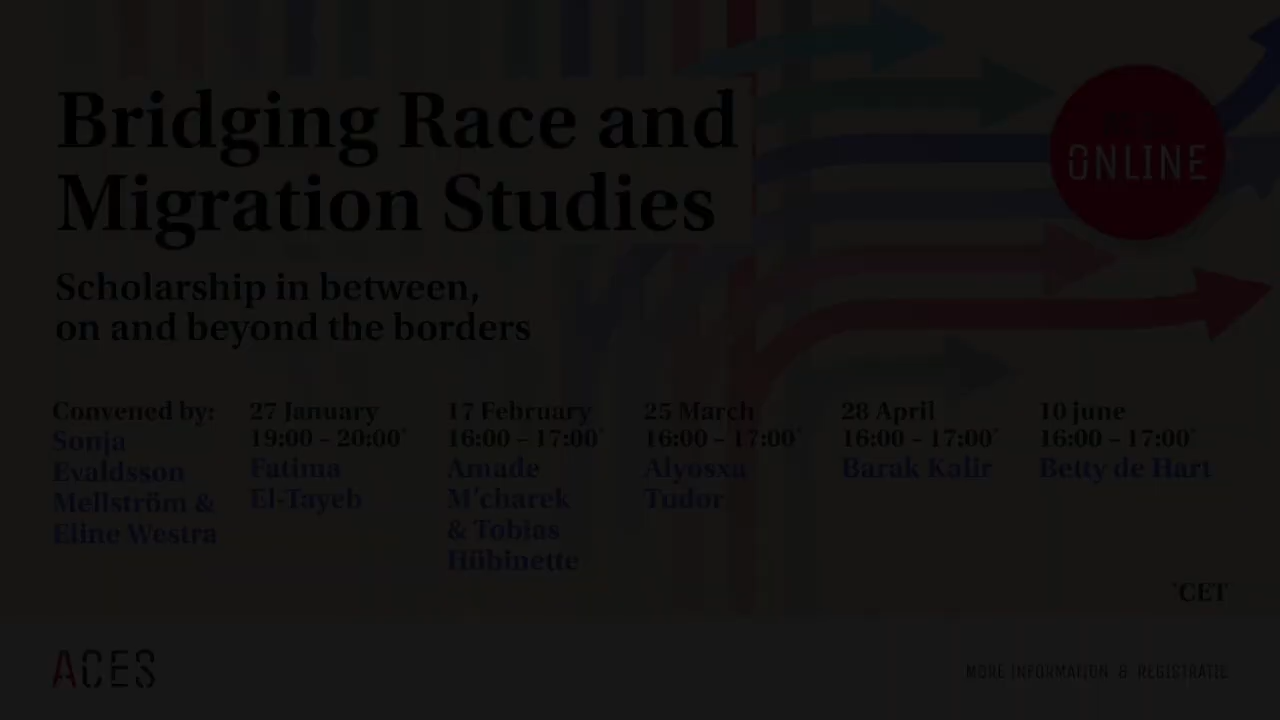 Bridging Race and
Migration Studies
Scholarship in between,
on and beyond the borders
ONLINE
Convened by:
Sonja
Evaldsson
Mellström &
Eline Westra
27 January
19:00 – 20:00*
Fatima
El-Tayeb
17 February
16:00 – 17:00*
Amade
M'charek
& Tobias
Hübinette
25 March
16:00 – 17:00*
Alyosxa
Tudor
28 April
16:00 – 17:00*
Barak Kalir
10 june
16:00 – 17:00*
Betty de Hart
*CET
ACES
MORE INFORMATION & REGISTRATIE